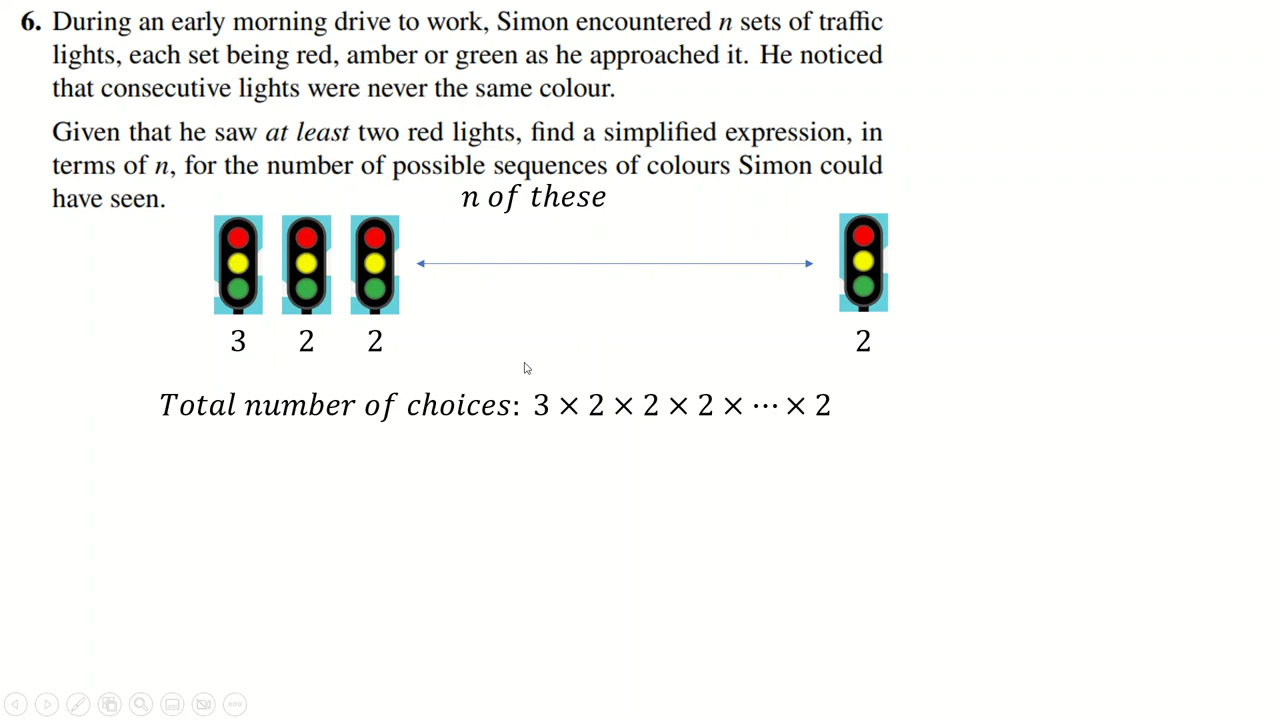 6. During an early morning drive to work, Simon encountered n sets of traffic
lights, each set being red, amber or green as he approached it. He noticed
that consecutive lights were never the same colour.
Given that he saw at least two red lights, find a simplified expression, in
terms of n, for the number of possible sequences of colours Simon could
have seen.
n of these
3 2 2 2
Total number of choices: 3 × 2 × 2 × 2 × ⋯ × 2